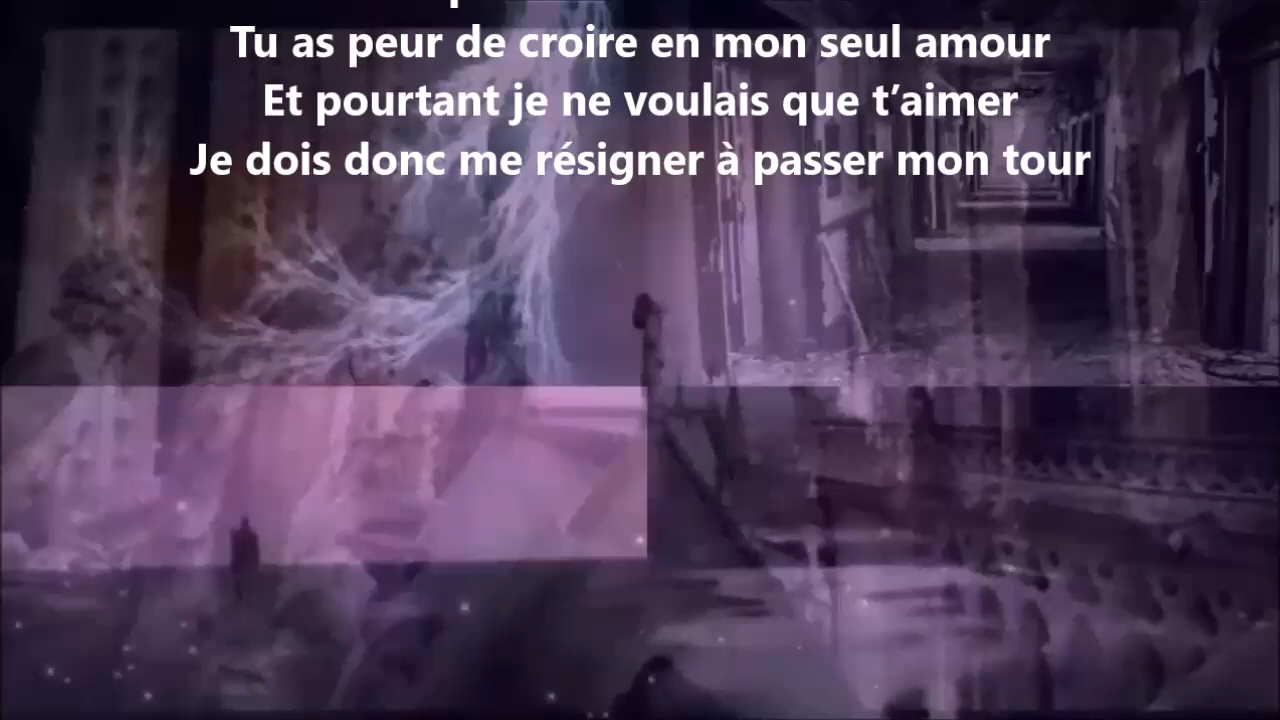 Tu as peur de croire en mon seul amour
Et pourtant je ne voulais que t’aimer
Je dois donc me résigner à passer mon tour